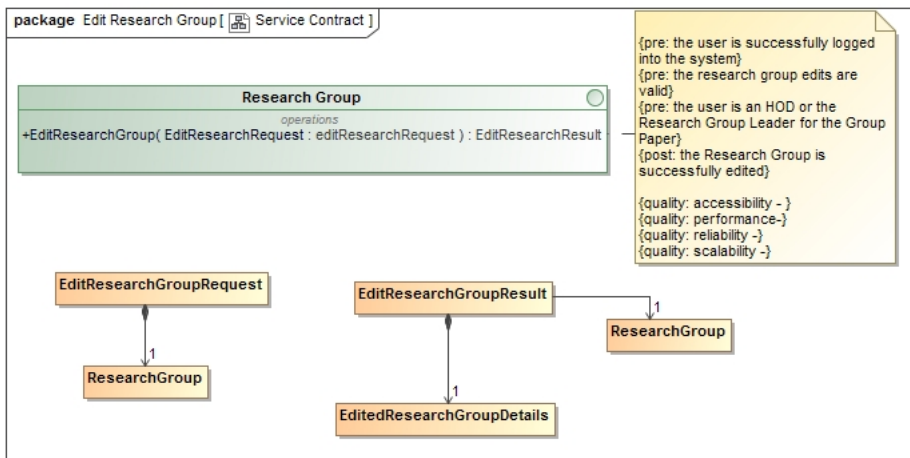 package Edit Research Group [ Service Contract ]
{pre: the user is successfully logged
into the system}
{pre: the research group edits are
valid}
{pre: the user is an HOD or the
Research Group Leader for the Group
Paper}
{post: the Research Group is
successfully edited}
{quality: accessibility - }
{quality: performance-}
{quality: reliability -}
{quality: scalability -}
Research Group
operations
+EditResearchGroup( EditResearchRequest : editResearchRequest ) : EditResearchResult
EditResearchGroupRequest
1
ResearchGroup
EditResearchGroupResult
1
ResearchGroup
1
EditedResearchGroupDetails